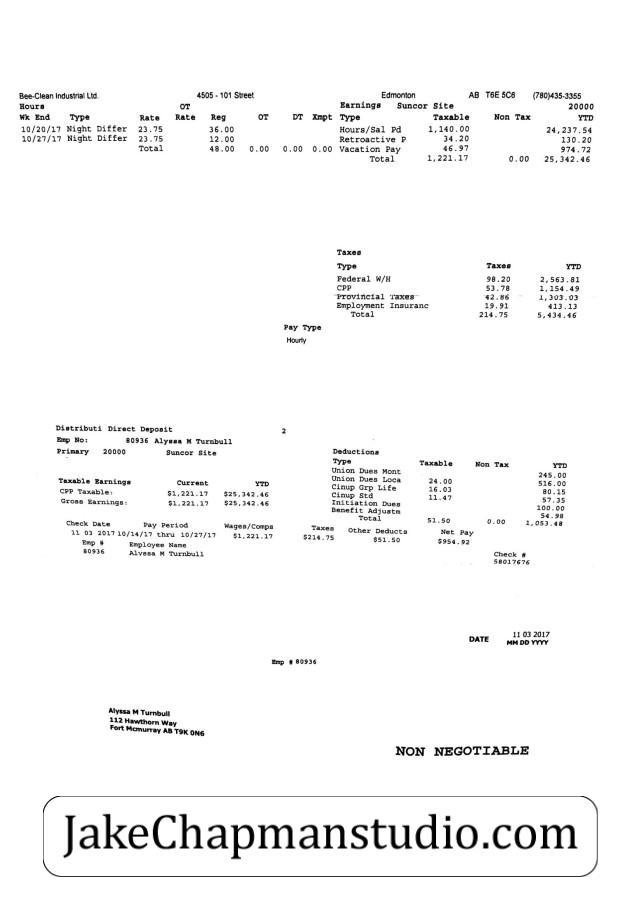 Bee-Clean Industrial Ltd. 4505 - 101 Street Edmonton AB T6E 5C6 (780)435-3355
Hours OT Earnings Suncor Site 20000
Wk End Type Rate Rate Reg OT DT Xmpt Type Taxable Non Tax YTD
10/20/17 Night Differ 23.75 36.00 Hours/Sal Pd 1,140.00 24,237.54
10/27/17 Night Differ 23.75 12.00 Retroactive P 34.20 130.20
Total 48.00 0.00 0.00 0.00 Vacation Pay 46.97 974.72
Total 1,221.17 0.00 25,342.46
Taxes
Type Taxes YTD
Federal W/H 98.20 2,563.81
CPP 53.78 1,154.49
Provincial Taxes 42.86 1,303.03
Employment Insuranc 19.91 413.13
Total 214.75 5,434.46
Pay Type
Hourly
Distributi Direct Deposit 2
Emp No: 80936 Alyssa M Turnbull
Primary 20000 Suncor Site Deductions
Type Taxable Non Tax YTD
Union Dues Mont 245.00
Union Dues Loca 24.00 516.00
Cinup Grp Life 16.03 80.15
Cinup Std 11.47 57.35
Initiation Dues 100.00
Benefit Adjustm 54.98
Total 51.50 0.00 1,053.48
Taxable Earnings Current YTD
CPP Taxable: $1,221.17 $25,342.46
Gross Earnings: $1,221.17 $25,342.46
Check Date Pay Period Wages/Comps Taxes Other Deducts Net Pay
11 03 2017 10/14/17 thru 10/27/17 $1,221.17 $214.75 $51.50 $954.92
Emp # Employee Name Check #
80936 Alyssa M Turnbull 58017676
DATE 11 03 2017
MM DD YYYY
Emp # 80936
Alyssa M Turnbull
112 Hawthorn Way
Fort Mcmurray AB T9K 0N6
NON NEGOTIABLE
JakeChapmanstudio.com